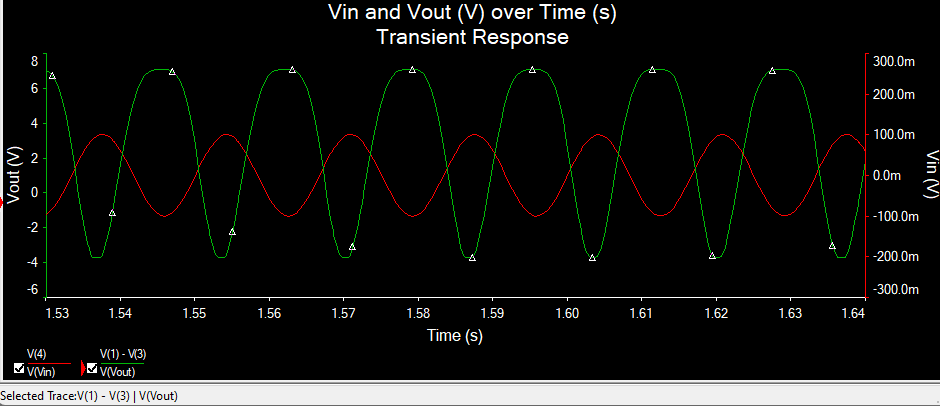 Vin and Vout (V) over Time (s)
Transient Response
8
6
4
2
0
-2
-4
-6
Vout (V)
300.0m
200.0m
100.0m
0.0m
-100.0m
-200.0m
-300.0m
Vin (V)
1.53 1.54 1.55 1.56 1.57 1.58 1.59 1.60 1.61 1.62 1.63 1.64
Time (s)
V(4) V(1) - V(3)
V(Vin) V(Vout)
Selected Trace:V(1) - V(3) | V(Vout)